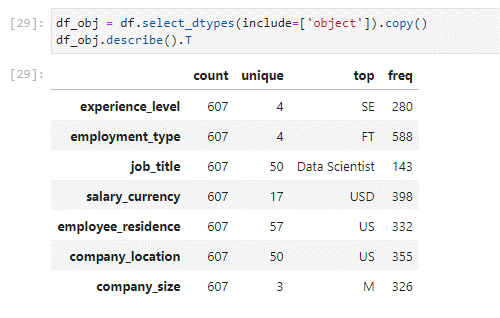 [29]: df_obj = df.select_dtypes(include=['object']).copy()
df_obj.describe().T
[29]: count unique top freq
experience_level 607 4 SE 280
employment_type 607 4 FT 588
job_title 607 50 Data Scientist 143
salary_currency 607 17 USD 398
employee_residence 607 57 US 332
company_location 607 50 US 355
company_size 607 3 M 326